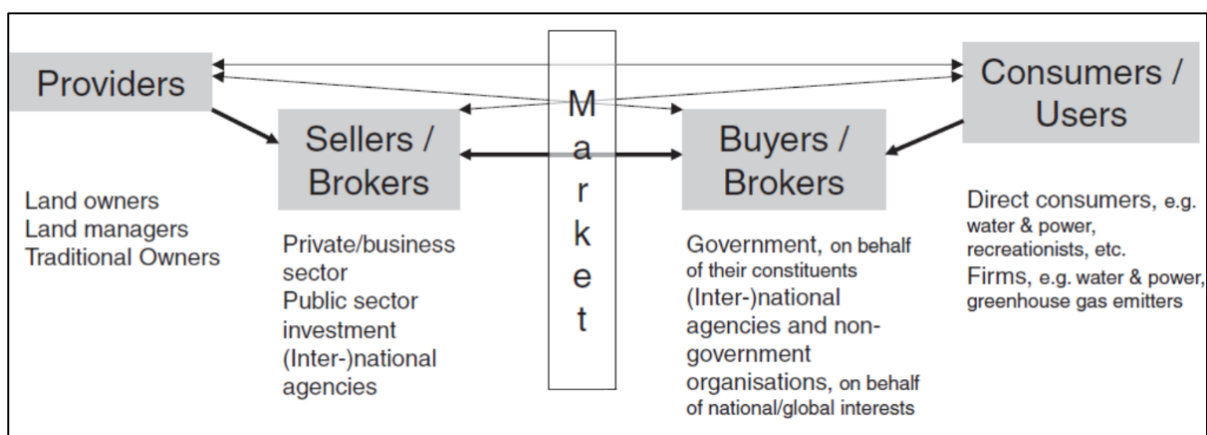 Providers
Land owners
Land managers
Traditional Owners
Sellers /
Brokers
Private/business
sector
Public sector
investment
(Inter-)national
agencies
Market
Buyers /
Brokers
Government, on behalf
of their constituents
(Inter-)national
agencies and non-
government
organisations, on behalf
of national/global interests
Consumers /
Users
Direct consumers, e.g.
water & power,
recreationists, etc.
Firms, e.g. water & power,
greenhouse gas emitters